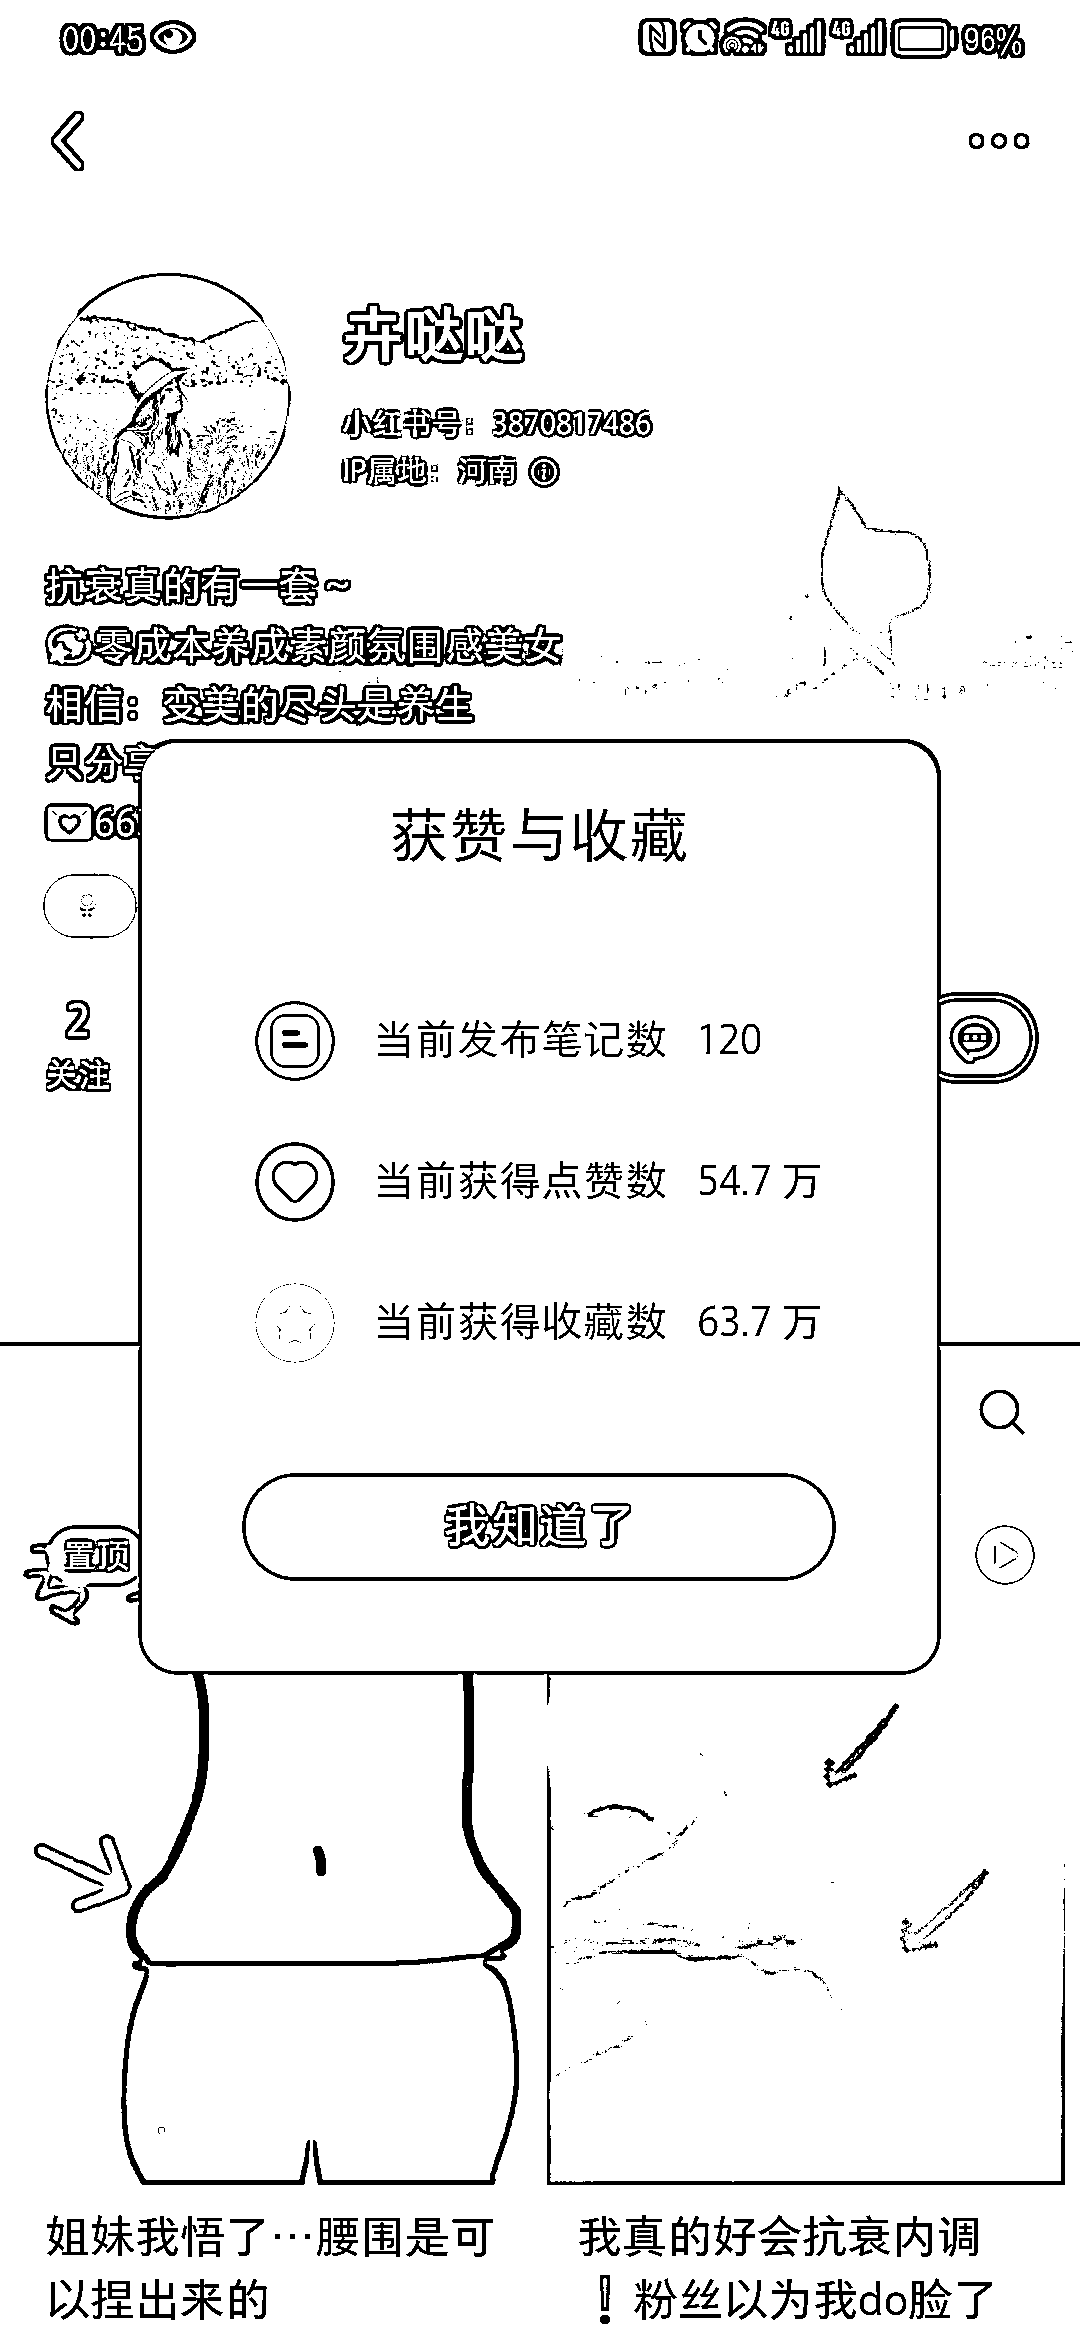 00:45
4G 4G 96%
卉哒哒
小红书号：3870817486
IP属地：河南
抗衰真的有一套～
零成本养成素颜氛围感美女
相信：变美的尽头是养生
只分享
66
获赞与收藏
2
关注
当前发布笔记数 120
当前获得点赞数 54.7 万
当前获得收藏数 63.7 万
我知道了
置顶
姐妹我悟了…腰围是可
以捏出来的
我真的好会抗衰内调
❗粉丝以为我do脸了